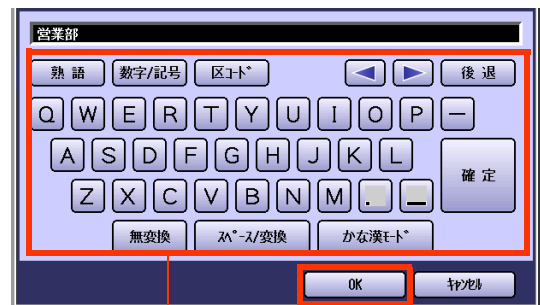 営業部
熟 語 数字/記号 区ｺｰﾄﾞ 後 退
Q W E R T Y U I O P ー
A S D F G H J K L 確 定
Z X C V B N M . _
無変換 ｽﾍﾟｰｽ/変換 かな漢ﾓｰﾄﾞ
OK ｷｬﾝｾﾙ